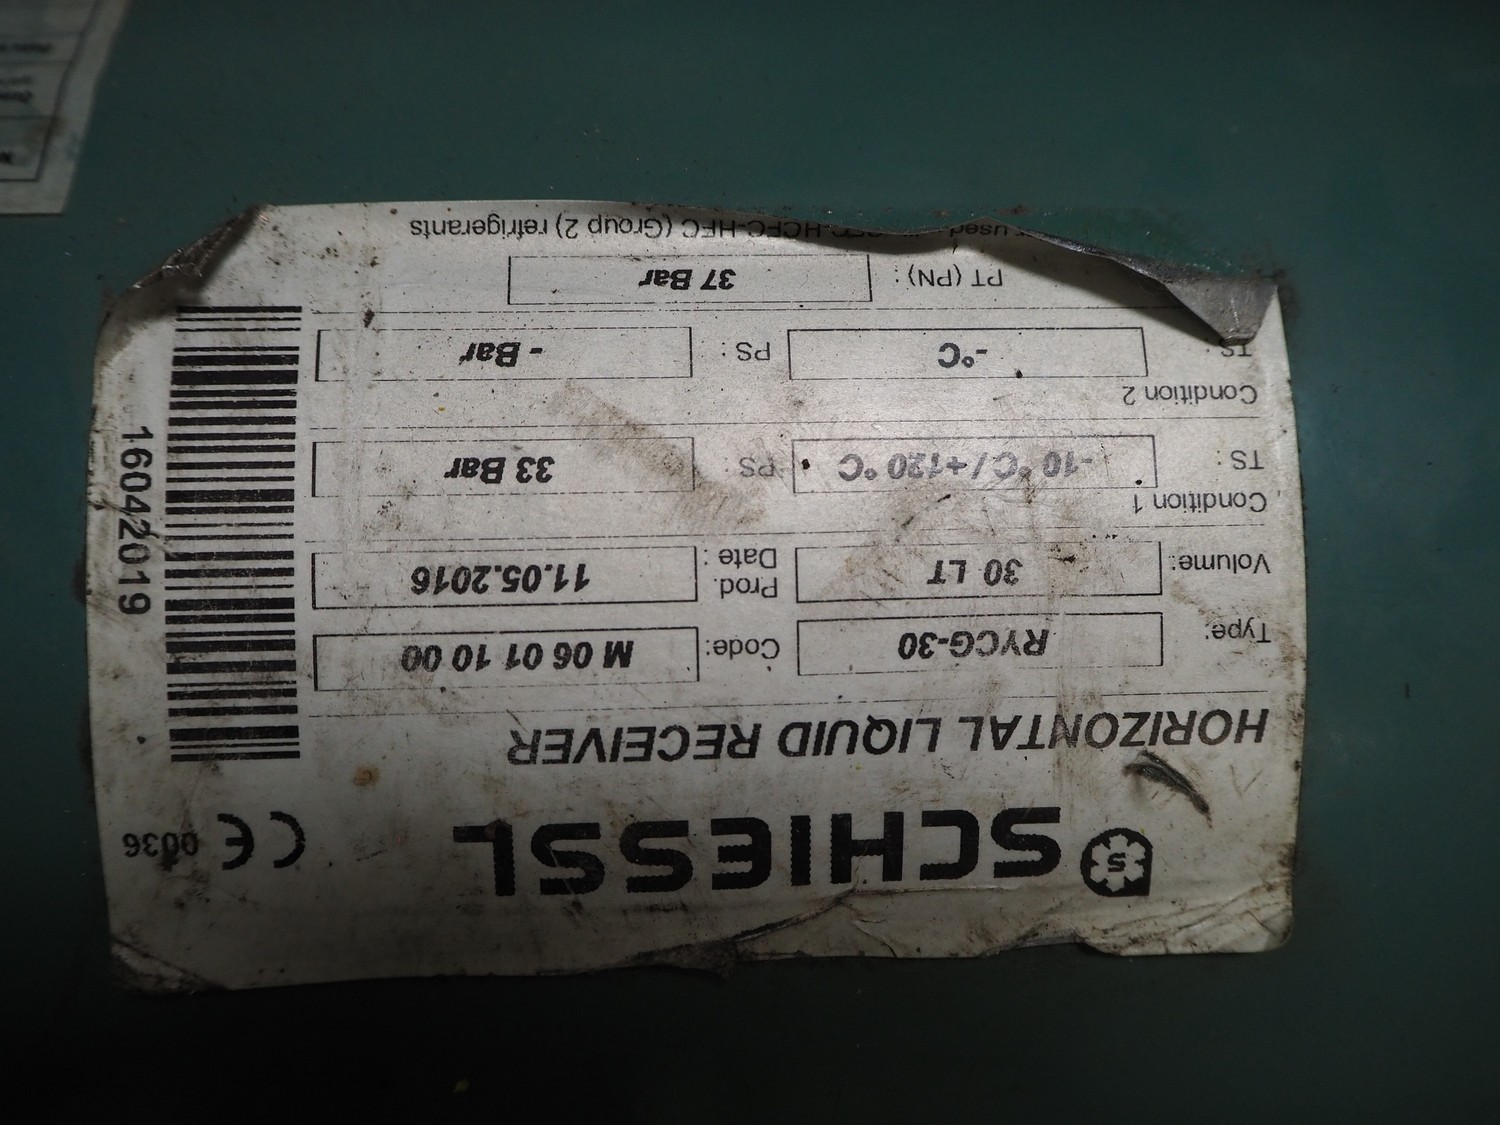 S SCHIESSL
CE 0036
HORIZONTAL LIQUID RECEIVER
Type: RYCG-30 Code: M 06 01 10 00
Volume: 30 LT Prod. Date: 11.05.2016
Condition 1
TS: -10 °C / +120 °C PS: 33 Bar
Condition 2
TS: -°C PS: - Bar
PT (PN): 37 Bar
used HCFC-HFC (Group 2) refrigerants
16042019